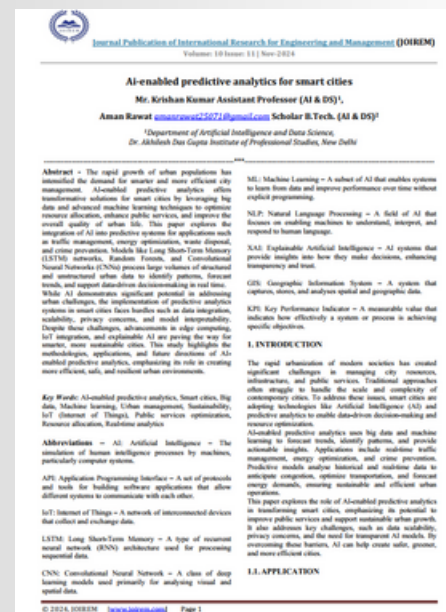 Journal Publication of International Research for Engineering and Management (JOIREM)
Volume: 10 Issue: 11 | Nov-2024
Ai-enabled predictive analytics for smart cities
Mr. Krishan Kumar Assistant Professor (AI & DS)¹,
Aman Rawat amanrawat25071@gmail.com Scholar B.Tech. (AI & DS)²
¹Department of Artificial Intelligence and Data Science,
Dr. Akhilesh Das Gupta Institute of Professional Studies, New Delhi
---------------------------------------------------------------------***---------------------------------------------------------------------
Abstract - The rapid growth of urban populations has
intensified the demand for smarter and more efficient city
management. AI-enabled predictive analytics offers
transformative solutions for smart cities by leveraging big
data and advanced machine learning techniques to optimize
resource allocation, enhance public services, and improve the
overall quality of urban life. This paper explores the
integration of AI into predictive systems for applications such
as traffic management, energy optimization, waste disposal,
and crime prevention. Models like Long Short-Term Memory
(LSTM) networks, Random Forests, and Convolutional
Neural Networks (CNNs) process large volumes of structured
and unstructured urban data to identify patterns, forecast
trends, and support data-driven decision-making in real time.
While AI demonstrates significant potential in addressing
urban challenges, the implementation of predictive analytics
systems in smart cities faces hurdles such as data integration,
scalability, privacy concerns, and model interpretability.
Despite these challenges, advancements in edge computing,
IoT integration, and explainable AI are paving the way for
smarter, more sustainable cities. This study highlights the
methodologies, applications, and future directions of AI-
enabled predictive analytics, emphasizing its role in creating
more efficient, safe, and resilient urban environments.
Key Words: AI-enabled predictive analytics, Smart cities, Big
data, Machine learning, Urban management, Sustainability,
IoT (Internet of Things), Public services optimization,
Resource allocation, Real-time analytics
Abbreviations – AI: Artificial Intelligence – The
simulation of human intelligence processes by machines,
particularly computer systems.
API: Application Programming Interface – A set of protocols
and tools for building software applications that allow
different systems to communicate with each other.
IoT: Internet of Things – A network of interconnected devices
that collect and exchange data.
LSTM: Long Short-Term Memory – A type of recurrent
neural network (RNN) architecture used for processing
sequential data.
CNN: Convolutional Neural Network – A class of deep
learning models used primarily for analysing visual and
spatial data.
ML: Machine Learning – A subset of AI that enables systems
to learn from data and improve performance over time without
explicit programming.
NLP: Natural Language Processing – A field of AI that
focuses on enabling machines to understand, interpret, and
respond to human language.
XAI: Explainable Artificial Intelligence – AI systems that
provide insights into how they make decisions, enhancing
transparency and trust.
GIS: Geographic Information System – A system that
captures, stores, and analyses spatial and geographic data.
KPI: Key Performance Indicator – A measurable value that
indicates how effectively a system or process is achieving
specific objectives.
1. INTRODUCTION
The rapid urbanization of modern societies has created
significant challenges in managing city resources,
infrastructure, and public services. Traditional approaches
often struggle to handle the scale and complexity of
contemporary cities. To address these issues, smart cities are
adopting technologies like Artificial Intelligence (AI) and
predictive analytics to enable data-driven decision-making and
resource optimization.
AI-enabled predictive analytics uses big data and machine
learning to forecast trends, identify patterns, and provide
actionable insights. Applications include real-time traffic
management, energy optimization, and crime prevention.
Predictive models analyse historical and real-time data to
anticipate congestion, optimize transportation, and forecast
energy demands, ensuring sustainable and efficient urban
operations.
This paper explores the role of AI-enabled predictive analytics
in transforming smart cities, emphasizing its potential to
improve public services and support sustainable urban growth.
It also addresses key challenges, such as data scalability,
privacy concerns, and the need for transparent AI models. By
overcoming these barriers, AI can help create safer, greener,
and more efficient cities.
1.1. APPLICATION
© 2024, JOIREM |www.joirem.com| Page 1